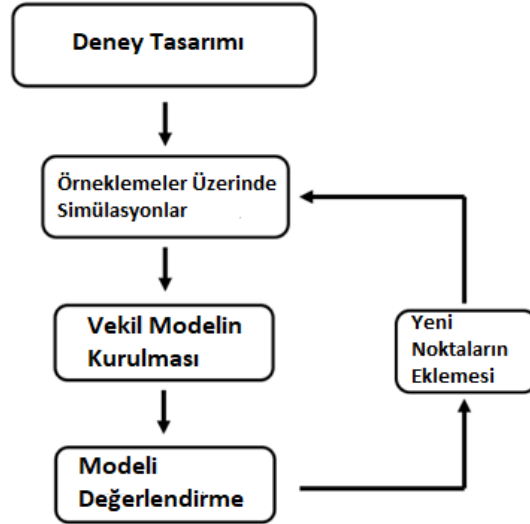 Deney Tasarımı
Örneklemeler Üzerinde
Simülasyonlar
Vekil Modelin
Kurulması
Yeni
Noktaların
Eklemesi
Modeli
Değerlendirme